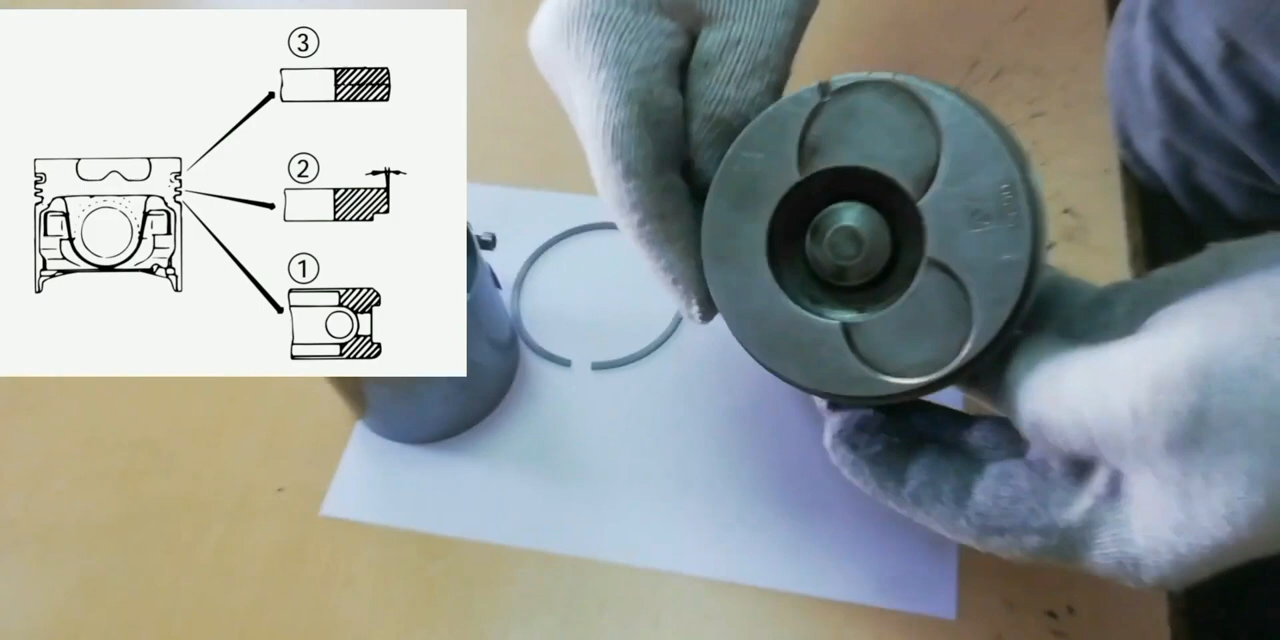 ③
②
①